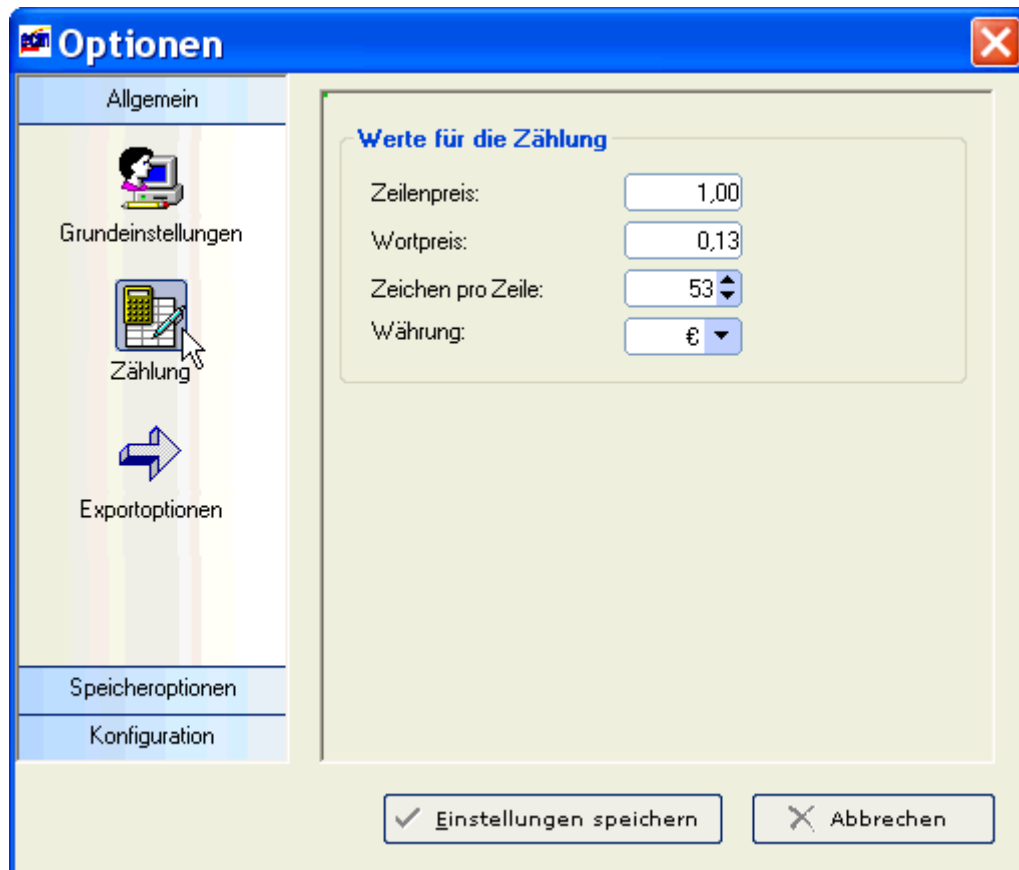 Optionen
Allgemein
Grundeinstellungen
Zählung
Exportoptionen
Speicheroptionen
Konfiguration
Werte für die Zählung
Zeilenpreis: 1,00
Wortpreis: 0,13
Zeichen pro Zeile: 53
Währung: €
Einstellungen speichern
Abbrechen